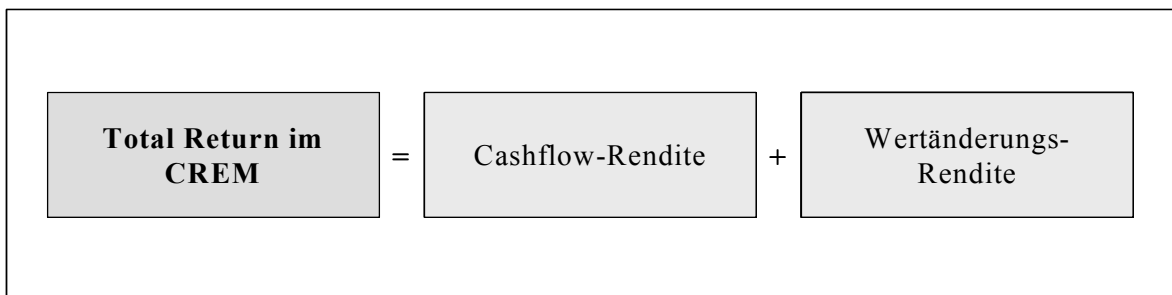 Total Return im
CREM
=
Cashflow-Rendite
+
Wertänderungs-
Rendite